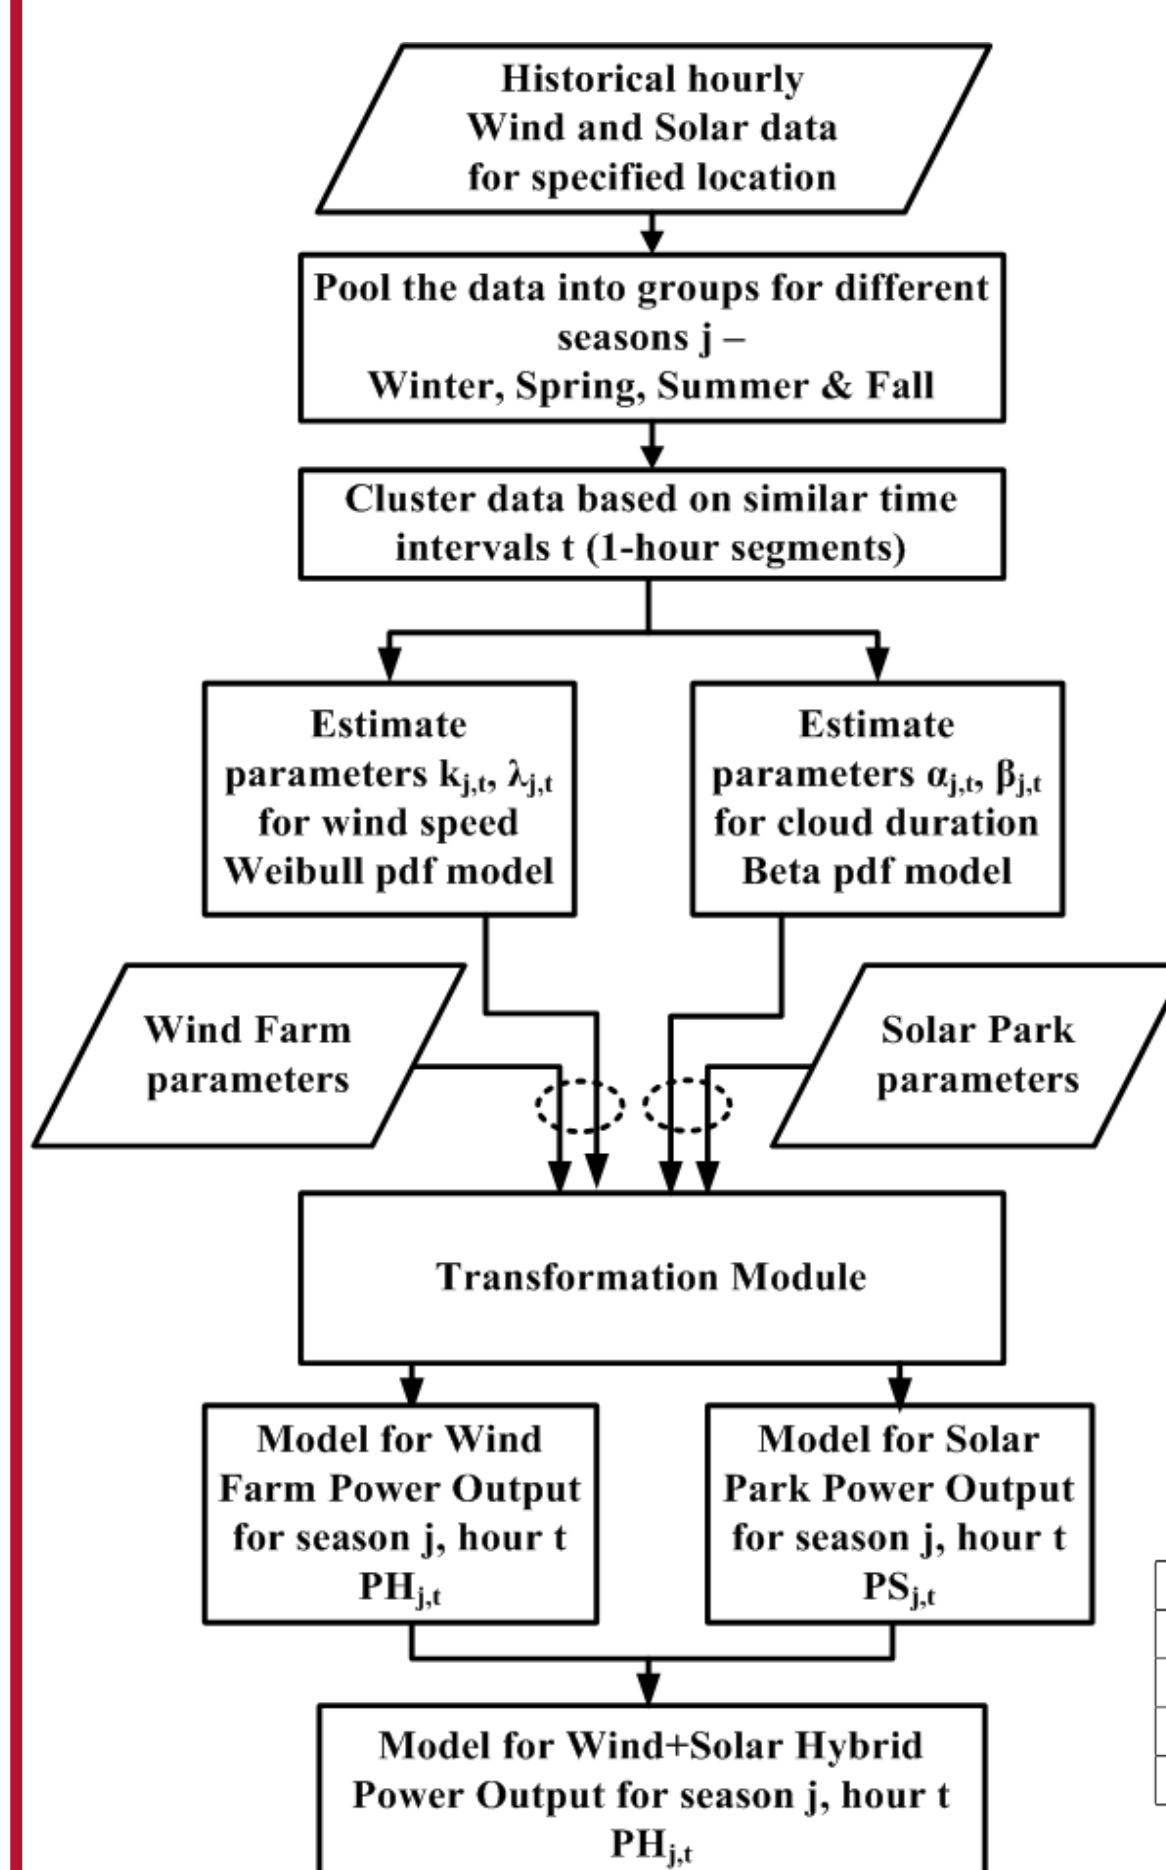 Historical hourly
Wind and Solar data
for specified location
Pool the data into groups for different
seasons j –
Winter, Spring, Summer & Fall
Cluster data based on similar time
intervals t (1-hour segments)
Estimate
parameters kj,t, λj,t
for wind speed
Weibull pdf model
Estimate
parameters αj,t, βj,t
for cloud duration
Beta pdf model
Wind Farm
parameters
Solar Park
parameters
Transformation Module
Model for Wind
Farm Power Output
for season j, hour t
PHj,t
Model for Solar
Park Power Output
for season j, hour t
PSj,t
Model for Wind+Solar Hybrid
Power Output for season j, hour t
PHj,t